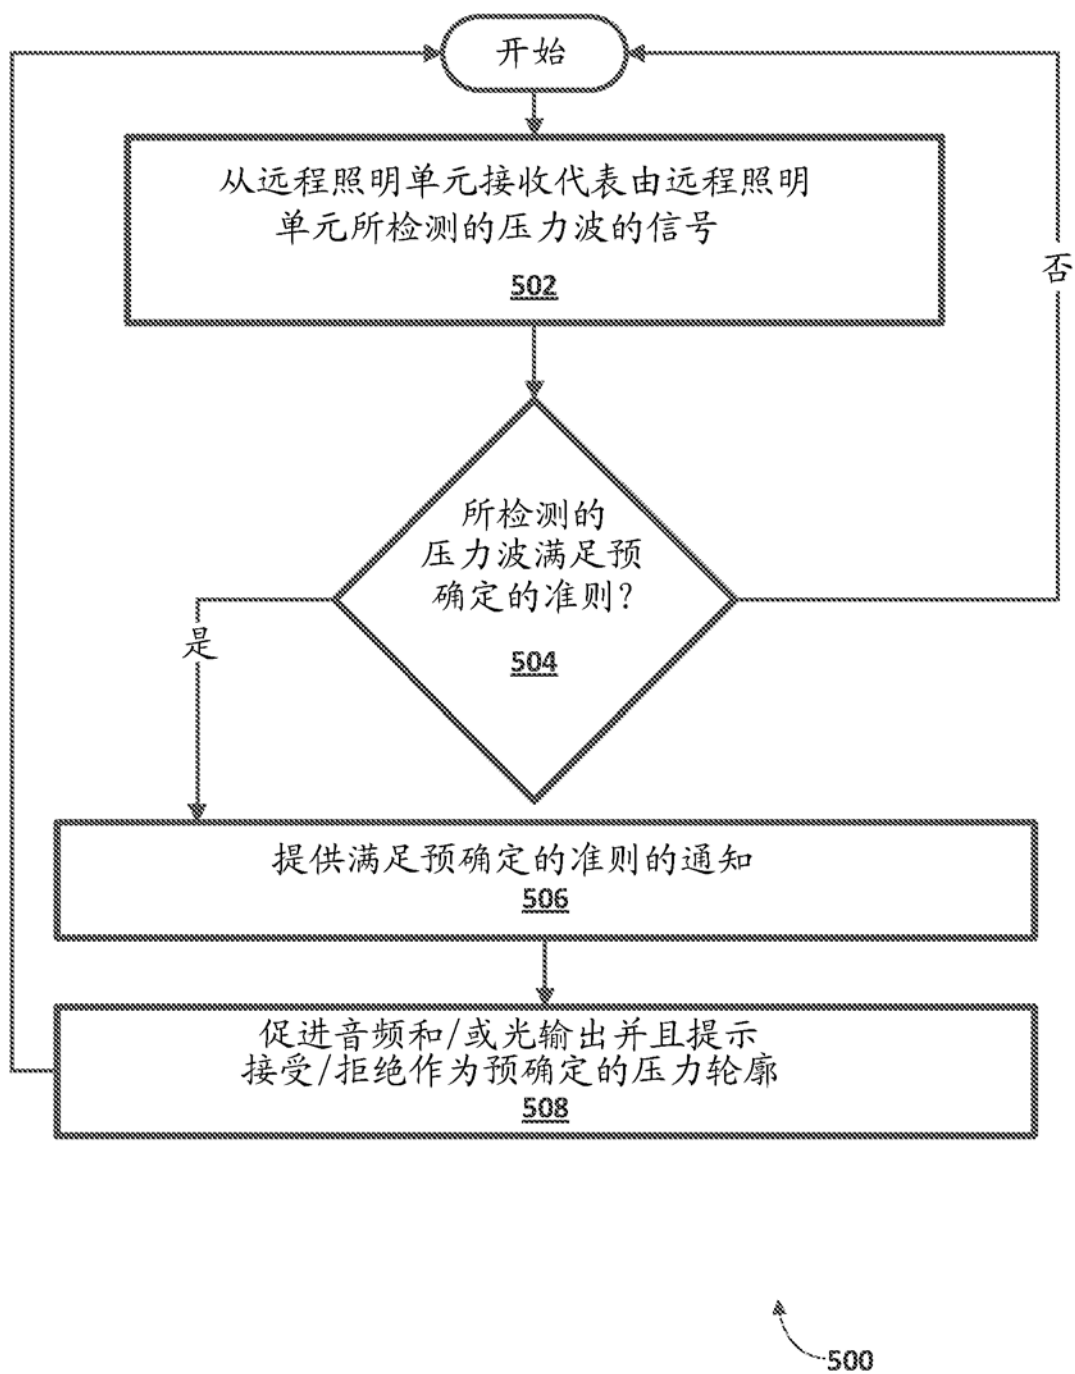 开始
从远程照明单元接收代表由远程照明
单元所检测的压力波的信号
502
否
所检测的
压力波满足预
确定的准则?
504
是
提供满足预确定的准则的通知
506
促进音频和/或光输出并且提示
接受/拒绝作为预确定的压力轮廓
508
500